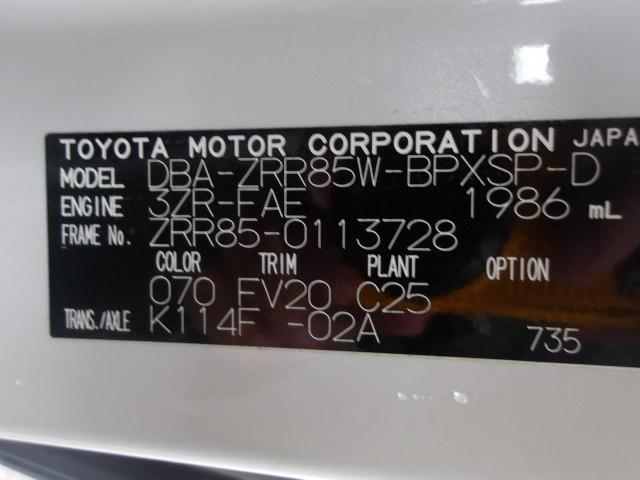 TOYOTA MOTOR CORPORATION JAPA
MODEL DBA-ZRR85W-BPXSP-D
ENGINE 3ZR-FAE 1986 mL
FRAME No. ZRR85-0113728
COLOR TRIM PLANT OPTION
070 FV20 C25
TRANS./AXLE K114F -02A 735